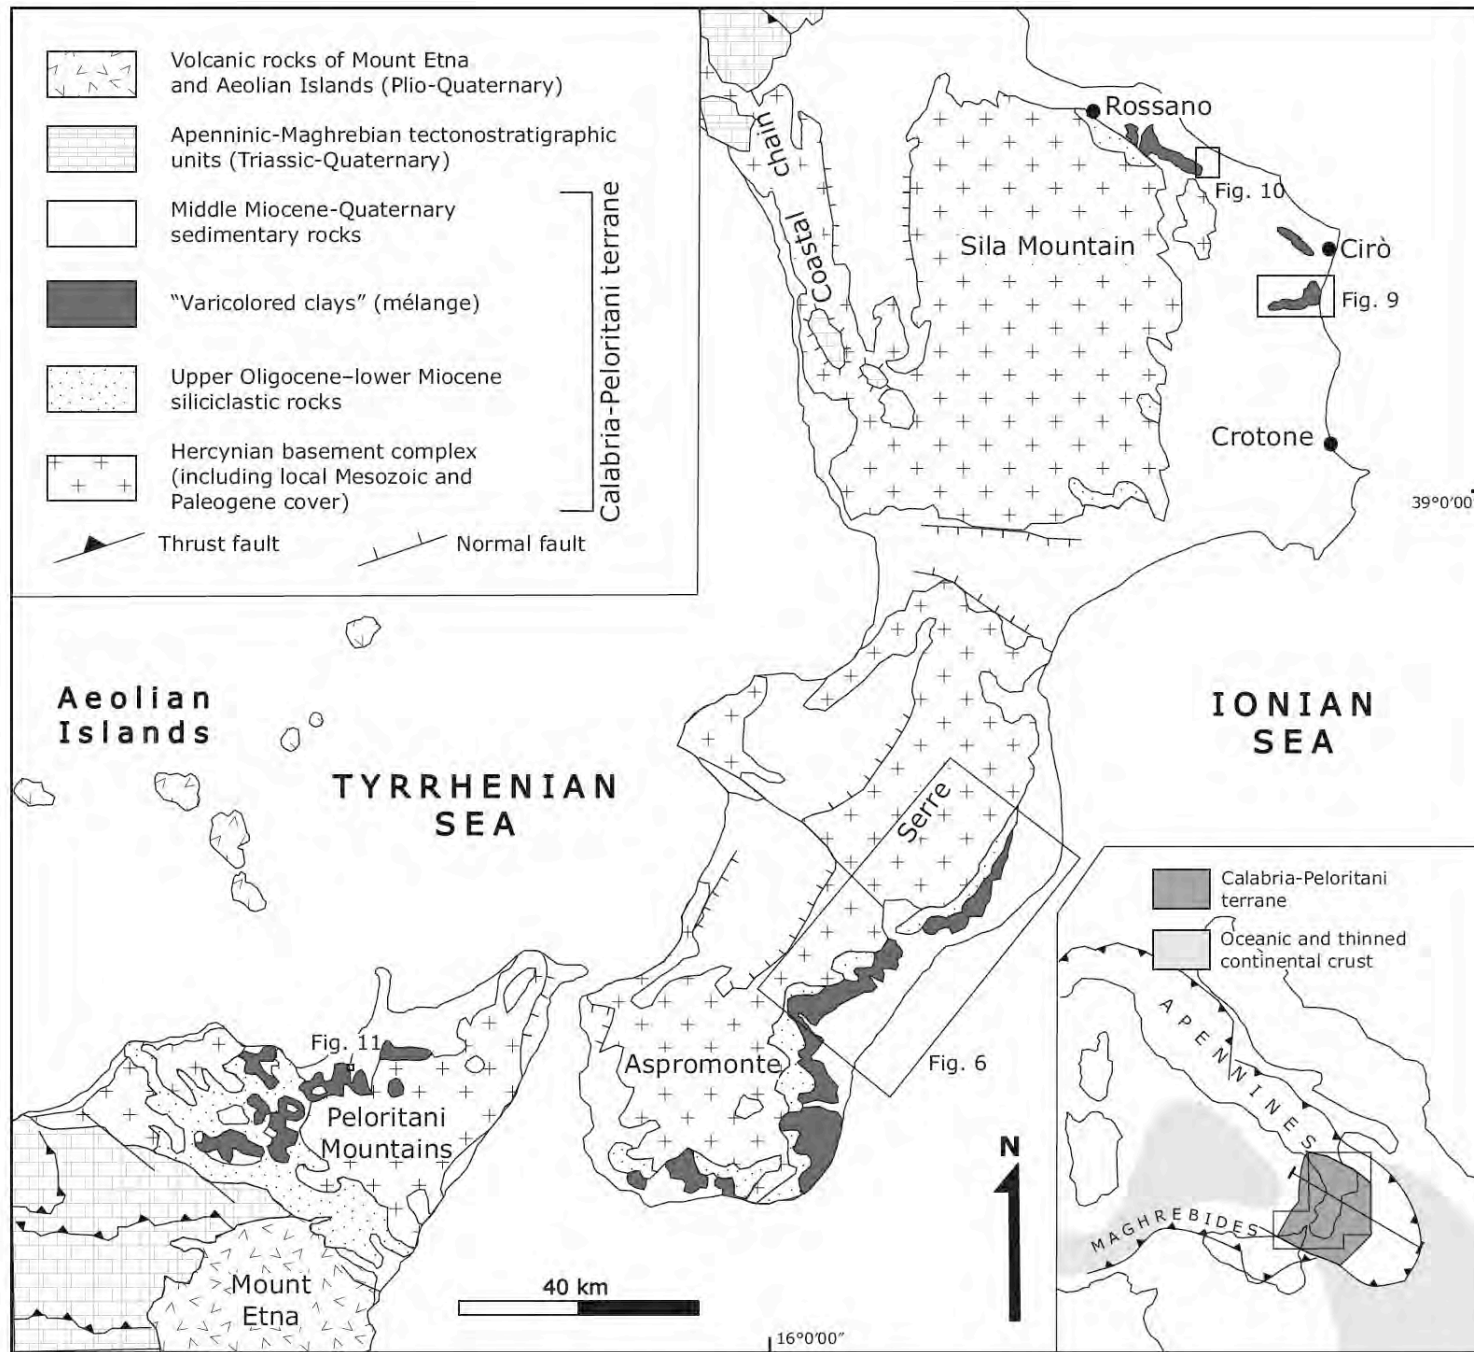 Volcanic rocks of Mount Etna
and Aeolian Islands (Plio-Quaternary)
Apenninic-Maghrebian tectonostratigraphic
units (Triassic-Quaternary)
Middle Miocene-Quaternary
sedimentary rocks
"Varicolored clays" (mélange)
Upper Oligocene–lower Miocene
siliciclastic rocks
Hercynian basement complex
(including local Mesozoic and
Paleogene cover)
Calabria-Peloritani terrane
Thrust fault
Normal fault
Coastal chain
Rossano
Fig. 10
Sila Mountain
Cirò
Fig. 9
Crotone
39°0'00"
Aeolian
Islands
TYRRHENIAN
SEA
IONIAN
SEA
Serre
Fig. 6
Aspromonte
Fig. 11
Peloritani
Mountains
Mount
Etna
40 km
16°0'00"
N
Calabria-Peloritani
terrane
Oceanic and thinned
continental crust
APENNINES
MAGHREBIDES